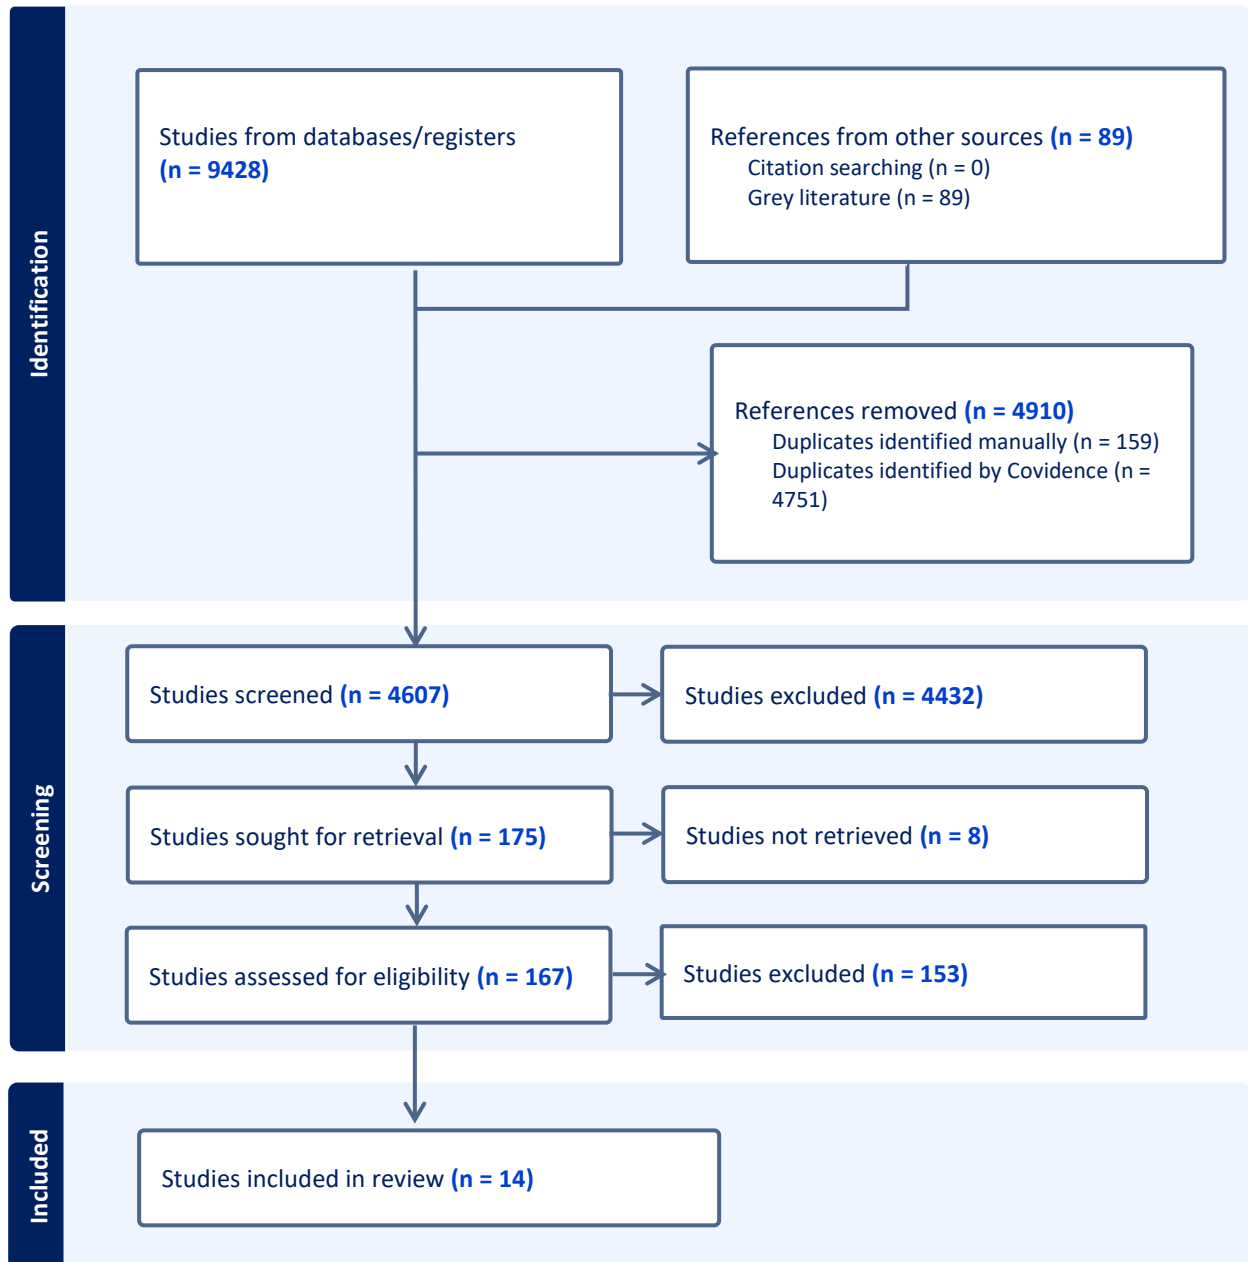 Identification
Studies from databases/registers
(n = 9428)
References from other sources (n = 89)
Citation searching (n = 0)
Grey literature (n = 89)
References removed (n = 4910)
Duplicates identified manually (n = 159)
Duplicates identified by Covidence (n =
4751)
Screening
Studies screened (n = 4607)
Studies excluded (n = 4432)
Studies sought for retrieval (n = 175)
Studies not retrieved (n = 8)
Studies assessed for eligibility (n = 167)
Studies excluded (n = 153)
Included
Studies included in review (n = 14)